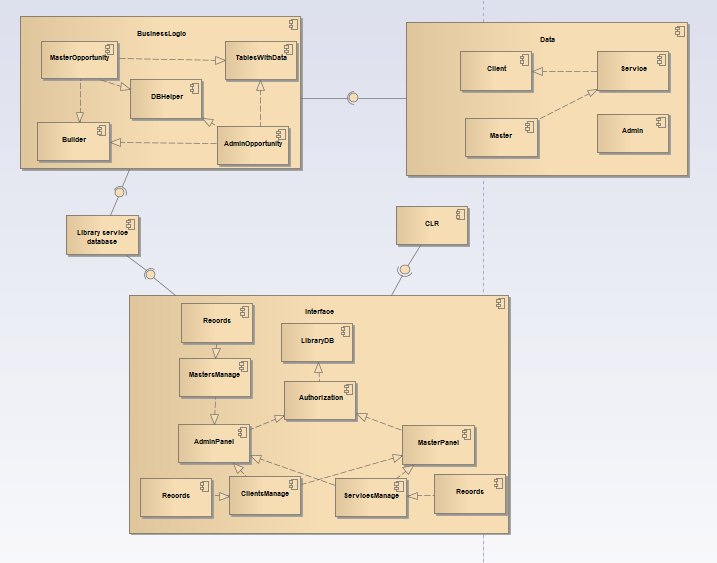 BusinessLogic
MasterOpportunity
TablesWithData
DBHelper
Builder
AdminOpportunity
Data
Client
Service
Master
Admin
Library service
database
CLR
Interface
Records
LibraryDB
MastersManage
Authorization
AdminPanel
MasterPanel
Records
ClientsManage
ServicesManage
Records